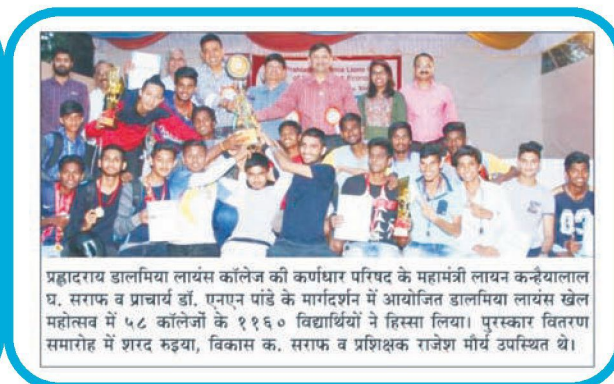 प्रह्लादराय डालमिया लायंस कॉलेज की कर्णधार परिषद के महामंत्री लायन कन्हैयालाल
घ. सराफ व प्राचार्य डॉ. एनएन पांडे के मार्गदर्शन में आयोजित डालमिया लायंस खेल
महोत्सव में ५८ कॉलेजों के ११६० विद्यार्थियों ने हिस्सा लिया। पुरस्कार वितरण
समारोह में शरद रुइया, विकास क. सराफ व प्रशिक्षक राजेश मौर्य उपस्थित थे।